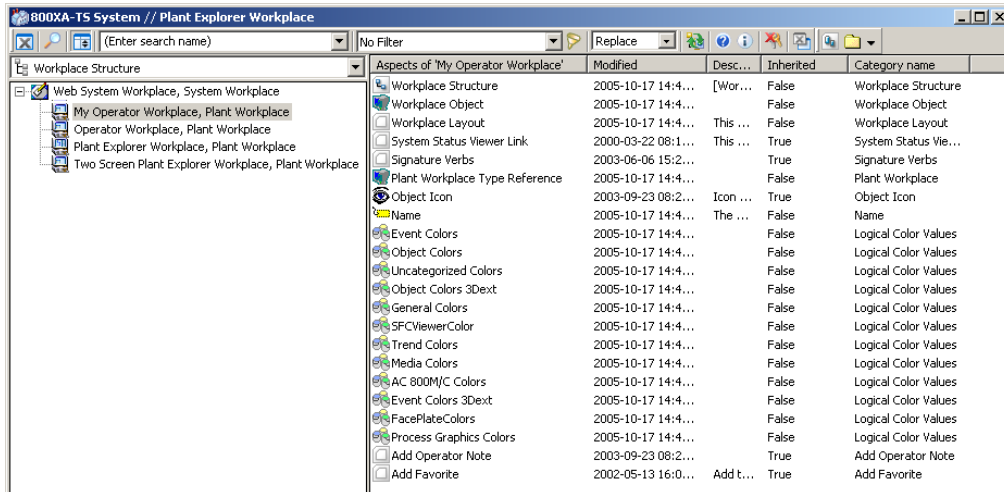 800XA-TS System // Plant Explorer Workplace
(Enter search name) No Filter Replace
Workplace Structure
Web System Workplace, System Workplace
My Operator Workplace, Plant Workplace
Operator Workplace, Plant Workplace
Plant Explorer Workplace, Plant Workplace
Two Screen Plant Explorer Workplace, Plant Workplace
Aspects of 'My Operator Workplace' Modified Desc... Inherited Category name
Workplace Structure 2005-10-17 14:4... [Wor... False Workplace Structure
Workplace Object 2005-10-17 14:4... False Workplace Object
Workplace Layout 2005-10-17 14:4... This ... False Workplace Layout
System Status Viewer Link 2000-03-22 08:1... This ... True System Status Vie...
Signature Verbs 2003-06-06 15:2... True Signature Verbs
Plant Workplace Type Reference 2005-10-17 14:4... False Plant Workplace
Object Icon 2003-09-23 08:2... Icon ... True Object Icon
Name 2005-10-17 14:4... The ... False Name
Event Colors 2005-10-17 14:4... False Logical Color Values
Object Colors 2005-10-17 14:4... False Logical Color Values
Uncategorized Colors 2005-10-17 14:4... False Logical Color Values
Object Colors 3Dext 2005-10-17 14:4... False Logical Color Values
General Colors 2005-10-17 14:4... False Logical Color Values
SFCViewerColor 2005-10-17 14:4... False Logical Color Values
Trend Colors 2005-10-17 14:4... False Logical Color Values
Media Colors 2005-10-17 14:4... False Logical Color Values
AC 800M/C Colors 2005-10-17 14:4... False Logical Color Values
Event Colors 3Dext 2005-10-17 14:4... False Logical Color Values
FacePlateColors 2005-10-17 14:4... False Logical Color Values
Process Graphics Colors 2005-10-17 14:4... False Logical Color Values
Add Operator Note 2003-09-23 08:2... True Add Operator Note
Add Favorite 2002-05-13 16:0... Add t... True Add Favorite